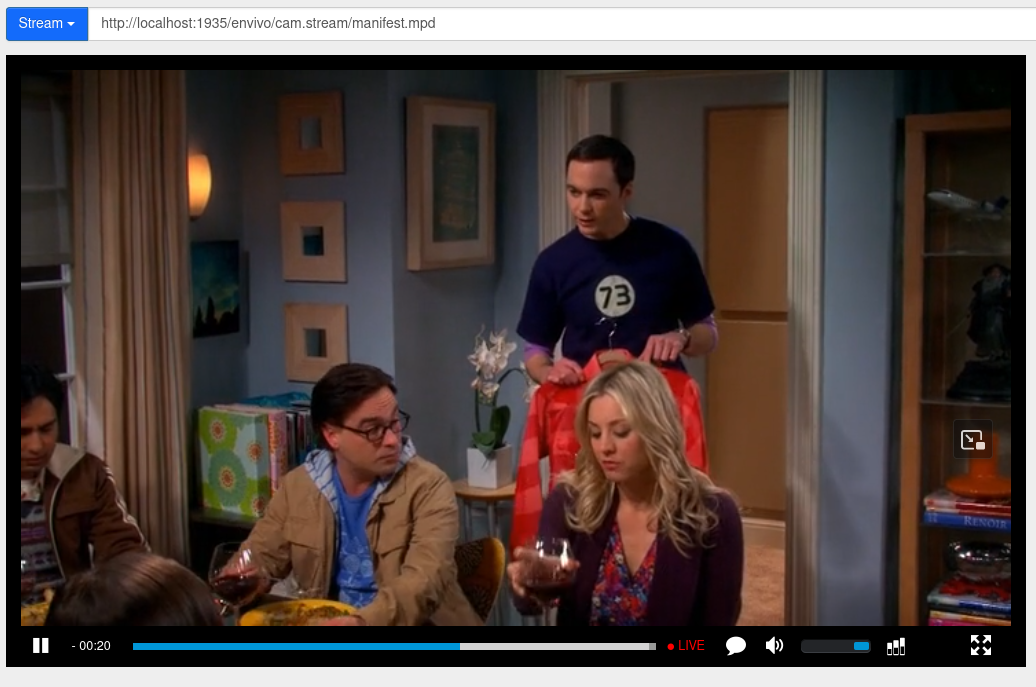 Stream
http://localhost:1935/envivo/cam.stream/manifest.mpd
73
RENOIR
- 00:20
LIVE